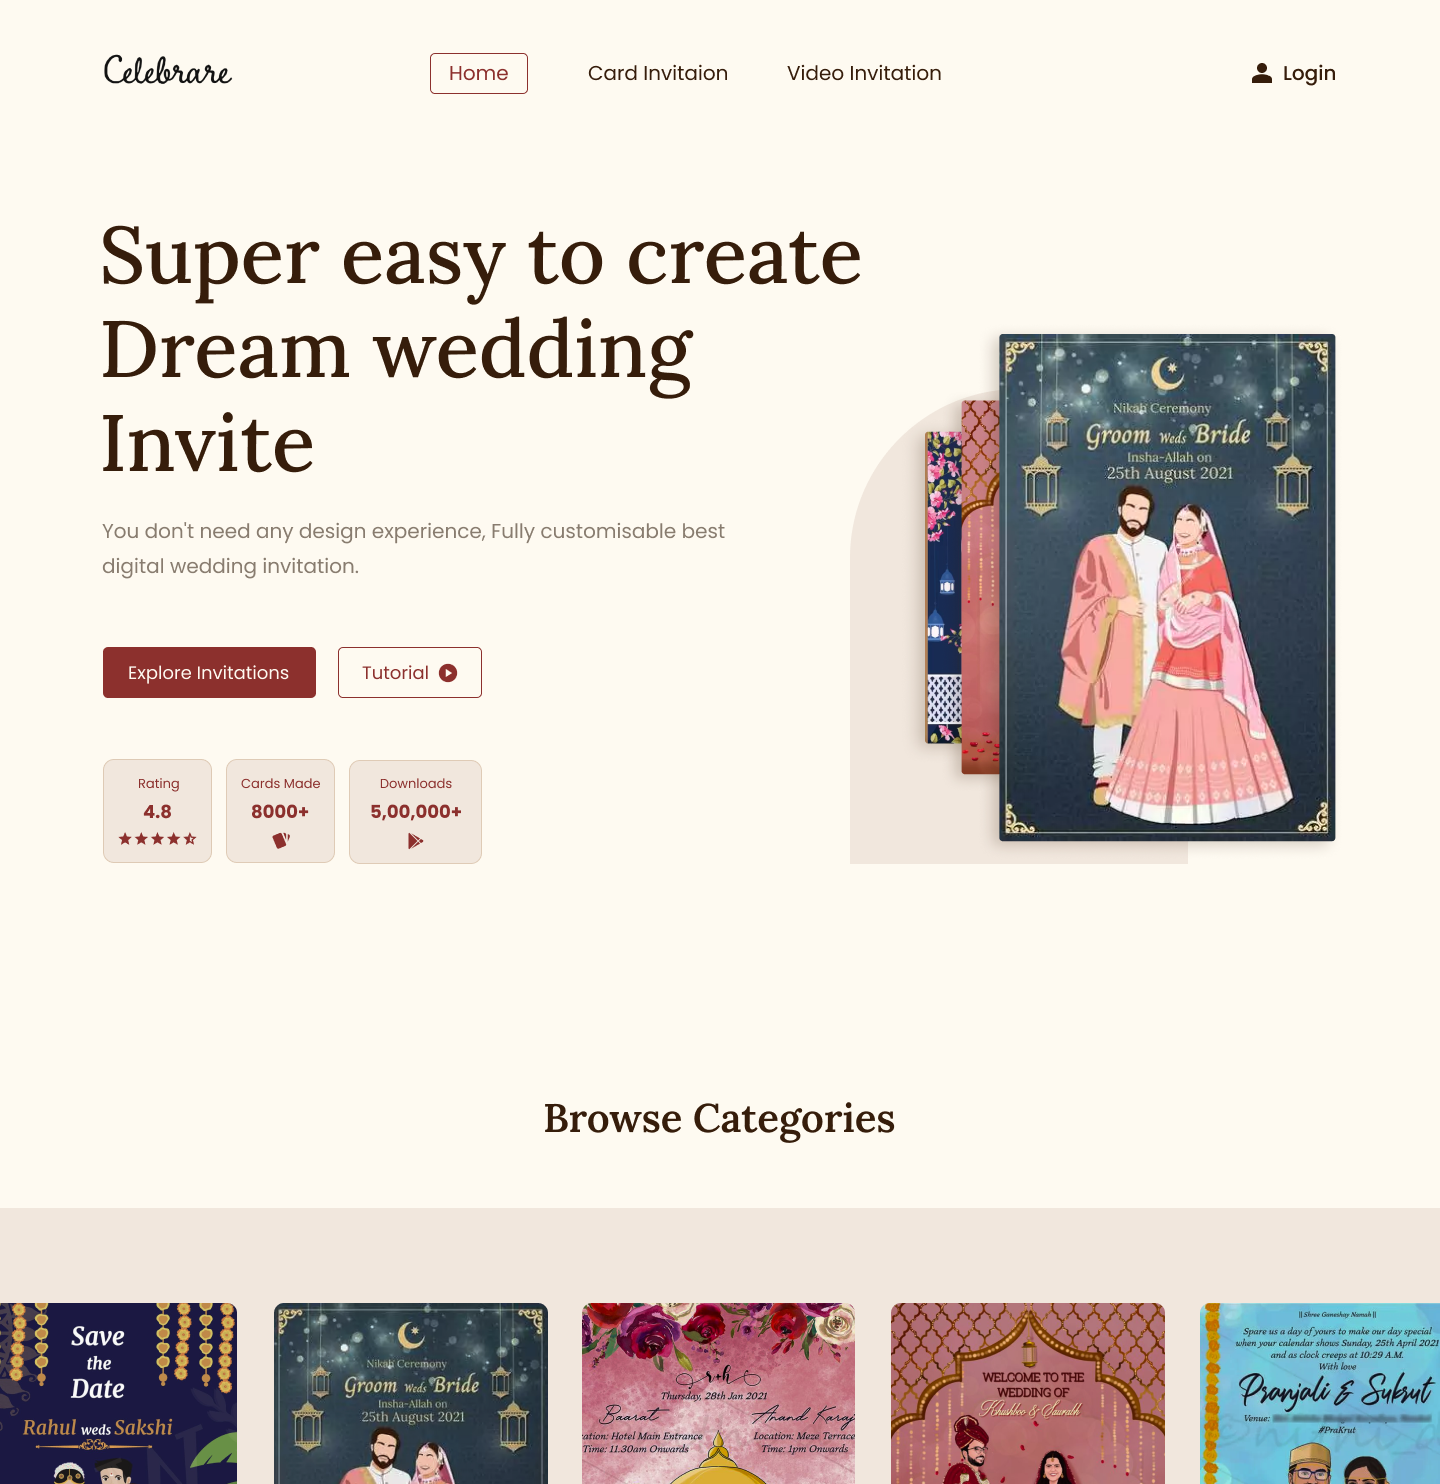 Celebrare
Home
Card Invitaion
Video Invitation
Login
Super easy to create
Dream wedding
Invite
You don't need any design experience, Fully customisable best
digital wedding invitation.
Explore Invitations
Tutorial
Rating
4.8
Cards Made
8000+
Downloads
5,00,000+
Nikah Ceremony
Groom Weds Bride
Insha-Allah on
25th August 2021
Browse Categories
Save
the
Date
Rahul weds Sakshi
Nikah Ceremony
Groom Weds Bride
Insha-Allah on
25th August 2021
r+h
Thursday, 28th Jan 2021
Baarat
Anand Karaj
ation: Hotel Main Entrance
Location: Meze Terrace
Time: 11.30am Onwards
Time: 1pm Onwards
WELCOME TO THE
WEDDING OF
Khushboo & Saurabh
|| Shree Ganeshay Namah ||
Spare us a day of yours to make our day special
when your calendar shows Sunday, 25th April 2021
and as clock creeps at 10:29 A.M.
With love
Pranjali & Sukrut
Venue:
#PraKrut